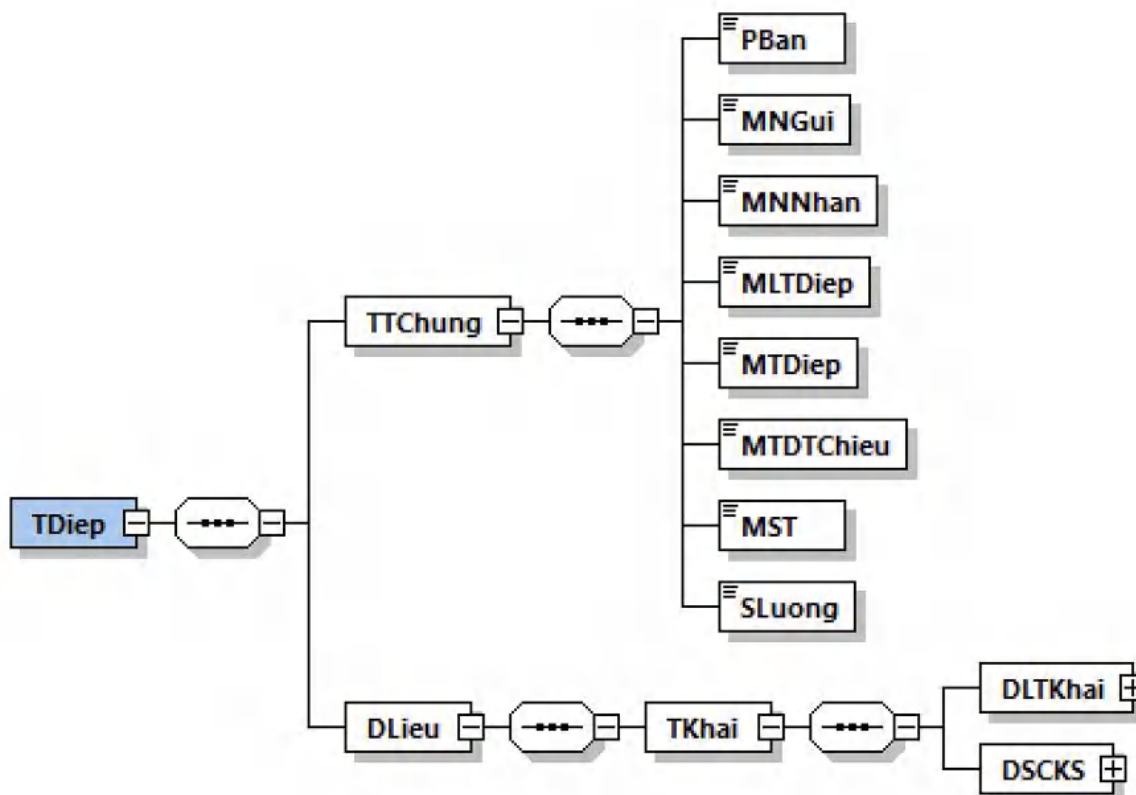 PBan
MNGui
MNNhan
MLTDiep
TTChung
MTDiep
MTDTChieu
TDiep
MST
SLuong
DLTKhai
DLieu
TKhai
DSCKS